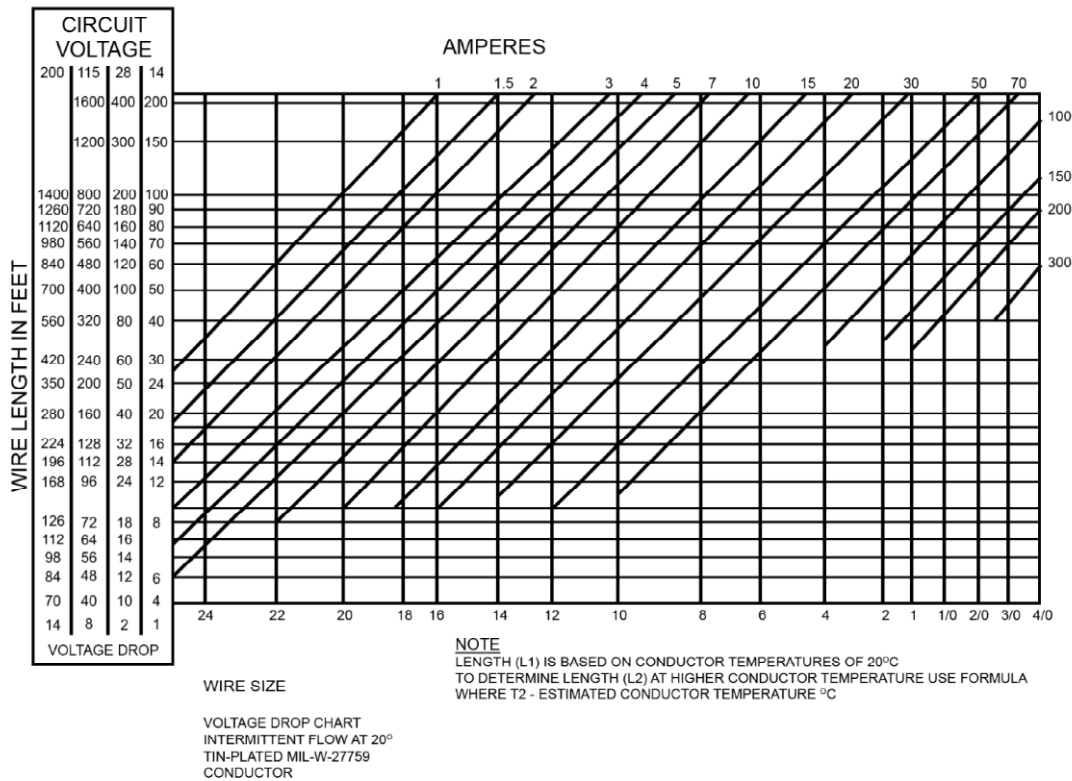 CIRCUIT
VOLTAGE
AMPERES
200 115 28 14
1 1.5 2 3 4 5 7 10 15 20 30 50 70
1600 400 200
100
1200 300 150
150
1400 800 200 100
1260 720 180 90
200
1120 640 160 80
980 560 140 70
840 480 120 60
300
700 400 100 50
560 320 80 40
420 240 60 30
350 200 50 24
280 160 40 20
224 128 32 16
196 112 28 14
168 96 24 12
126 72 18 8
112 64 16
98 56 14
84 48 12 6
70 40 10 4
14 8 2 1
WIRE LENGTH IN FEET
24 22 20 18 16 14 12 10 8 6 4 2 1 1/0 2/0 3/0 4/0
VOLTAGE DROP
NOTE
LENGTH (L1) IS BASED ON CONDUCTOR TEMPERATURES OF 20°C
TO DETERMINE LENGTH (L2) AT HIGHER CONDUCTOR TEMPERATURE USE FORMULA
WHERE T2 - ESTIMATED CONDUCTOR TEMPERATURE °C
WIRE SIZE
VOLTAGE DROP CHART
INTERMITTENT FLOW AT 20°
TIN-PLATED MIL-W-27759
CONDUCTOR